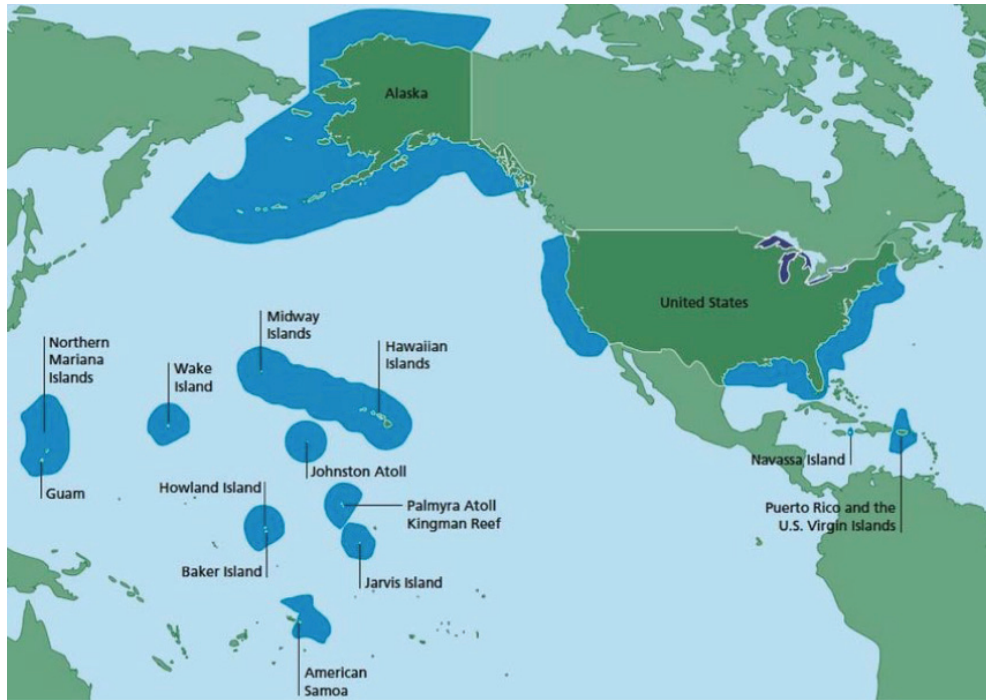 Alaska
United States
Midway
Islands
Hawaiian
Islands
Northern
Mariana
Islands
Wake
Island
Johnston Atoll
Navassa Island
Guam
Howland Island
Palmyra Atoll
Kingman Reef
Puerto Rico and the
U.S. Virgin Islands
Baker Island
Jarvis Island
American
Samoa